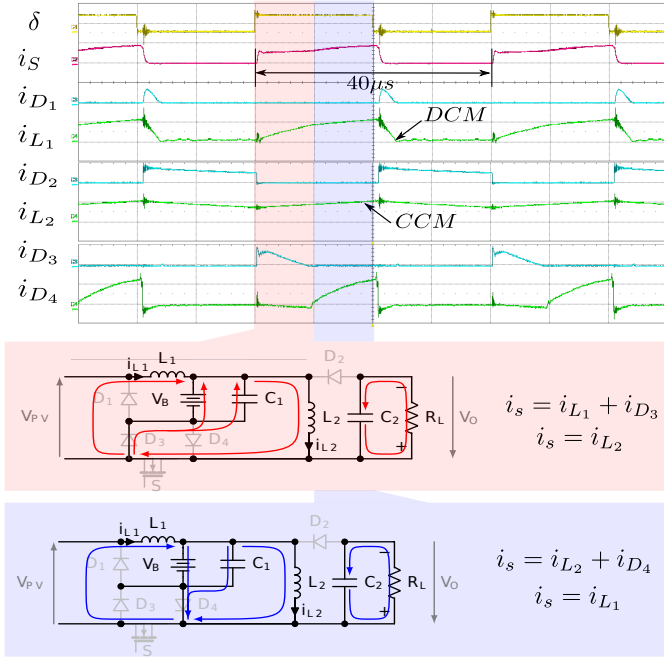 δ
i_S
40μs
i_{D_1}
DCM
i_{L_1}
i_{D_2}
i_{L_2}
CCM
i_{D_3}
i_{D_4}
i_{L1} L_1 D_2
D_1 V_B C_1
V_{PV} L_2 C_2 R_L V_O
− 
D_3 D_4 i_{L2} +
S
i_s = i_{L_1} + i_{D_3}
i_s = i_{L_2}
i_{L1} L_1 D_2
D_1 V_B C_1
V_{PV} L_2 C_2 R_L V_O
−
D_3 D_4 i_{L2} +
S
i_s = i_{L_2} + i_{D_4}
i_s = i_{L_1}